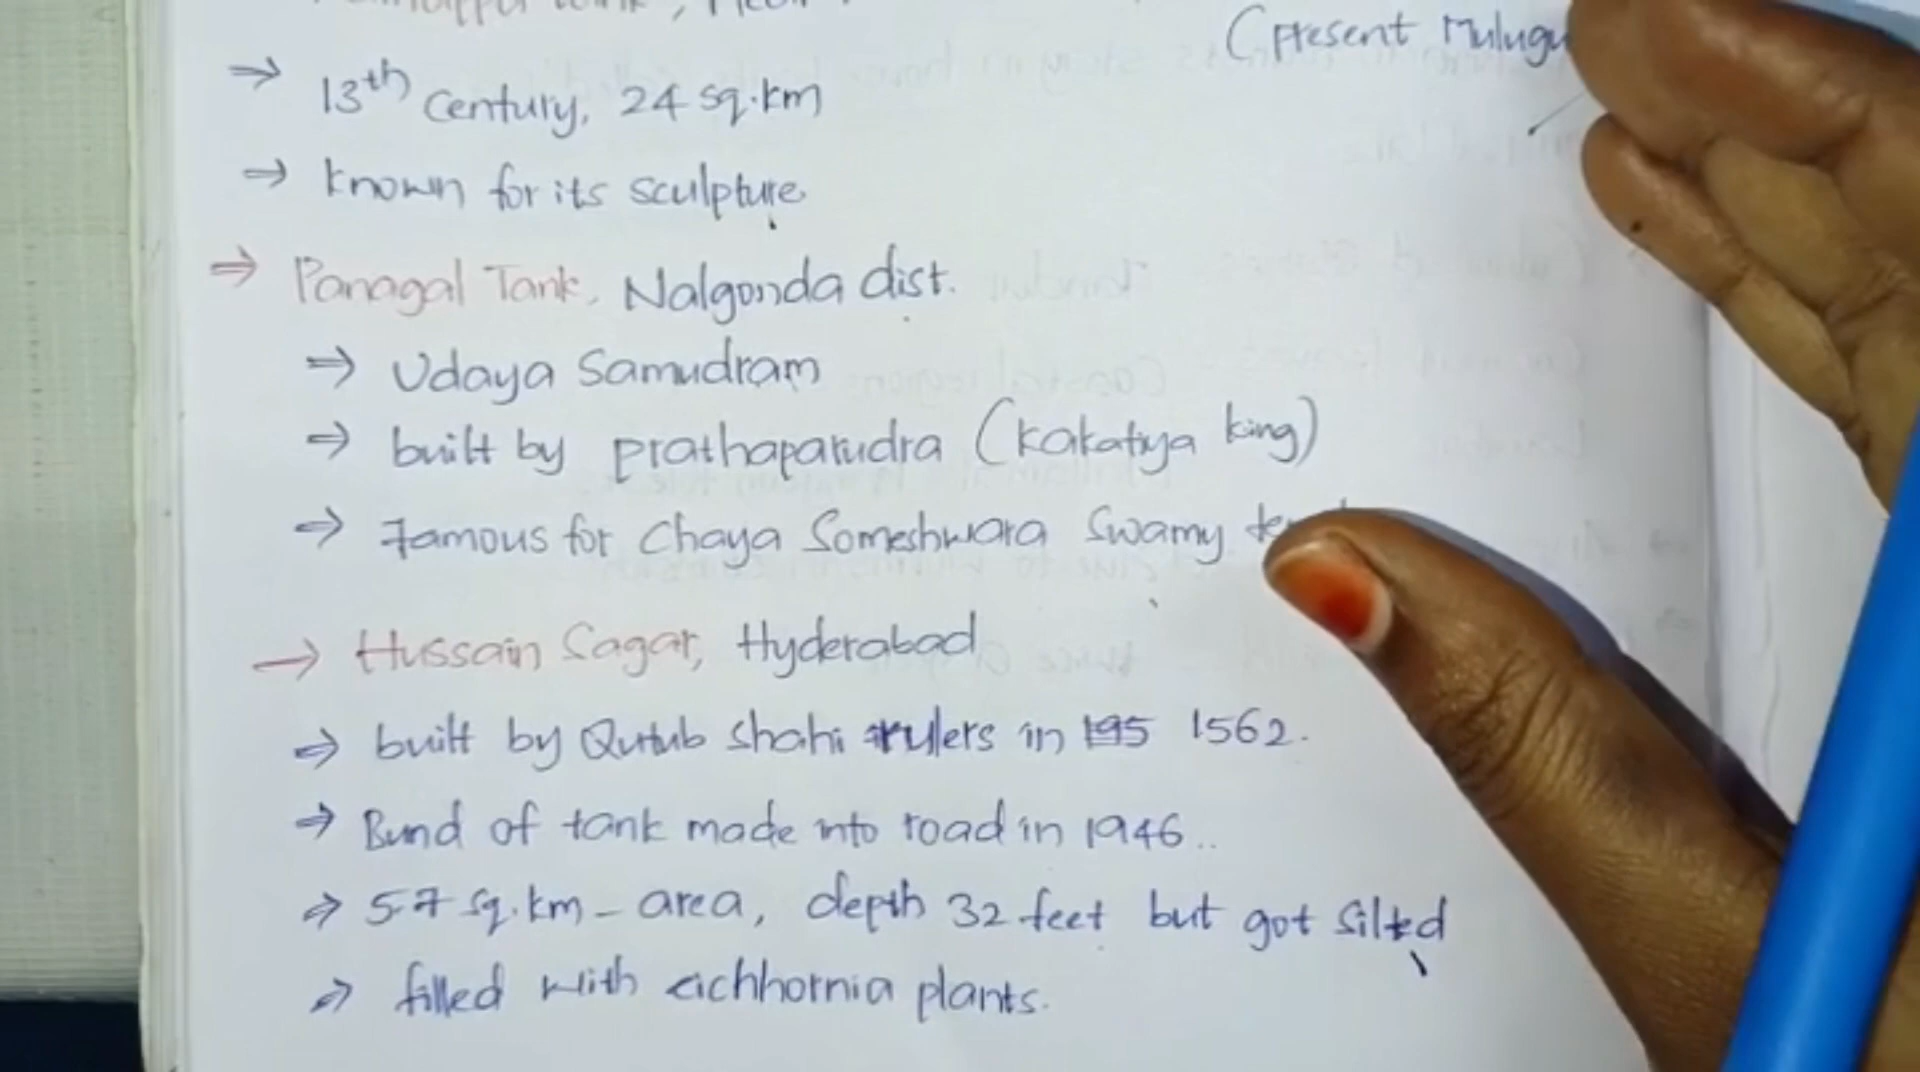 (present
⇒ 13th century, 24 sq.km
⇒ known for its sculpture
⇒ Panagal Tank, Nalgonda dist.
⇒ Udaya Samudram
⇒ built by prathaparudra (Kakatiya king)
⇒ Famous for Chaya Someshwara Swamy
→ Hussain Sagar, Hyderabad
⇒ built by Qutub shahi rulers in 195 1562.
⇒ Bund of tank made into road in 1946..
⇒ 5.7 sq.km - area, depth 32 feet but got silted
⇒ filled with eichhornia plants.